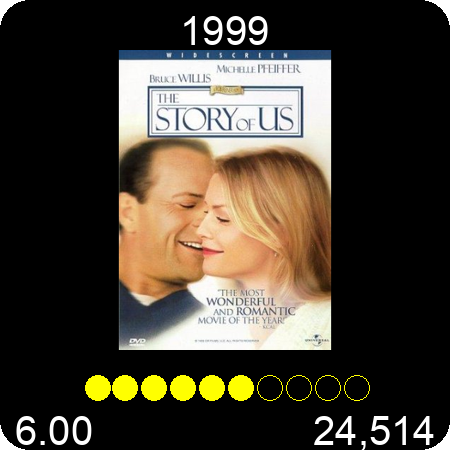 1999
WIDESCREEN
BRUCE WILLIS MICHELLE PFEIFFER
THE
STORY OF US
"THE MOST
WONDERFUL
AND ROMANTIC
MOVIE OF THE YEAR!"
DVD
UNIVERSAL
6.00
24,514